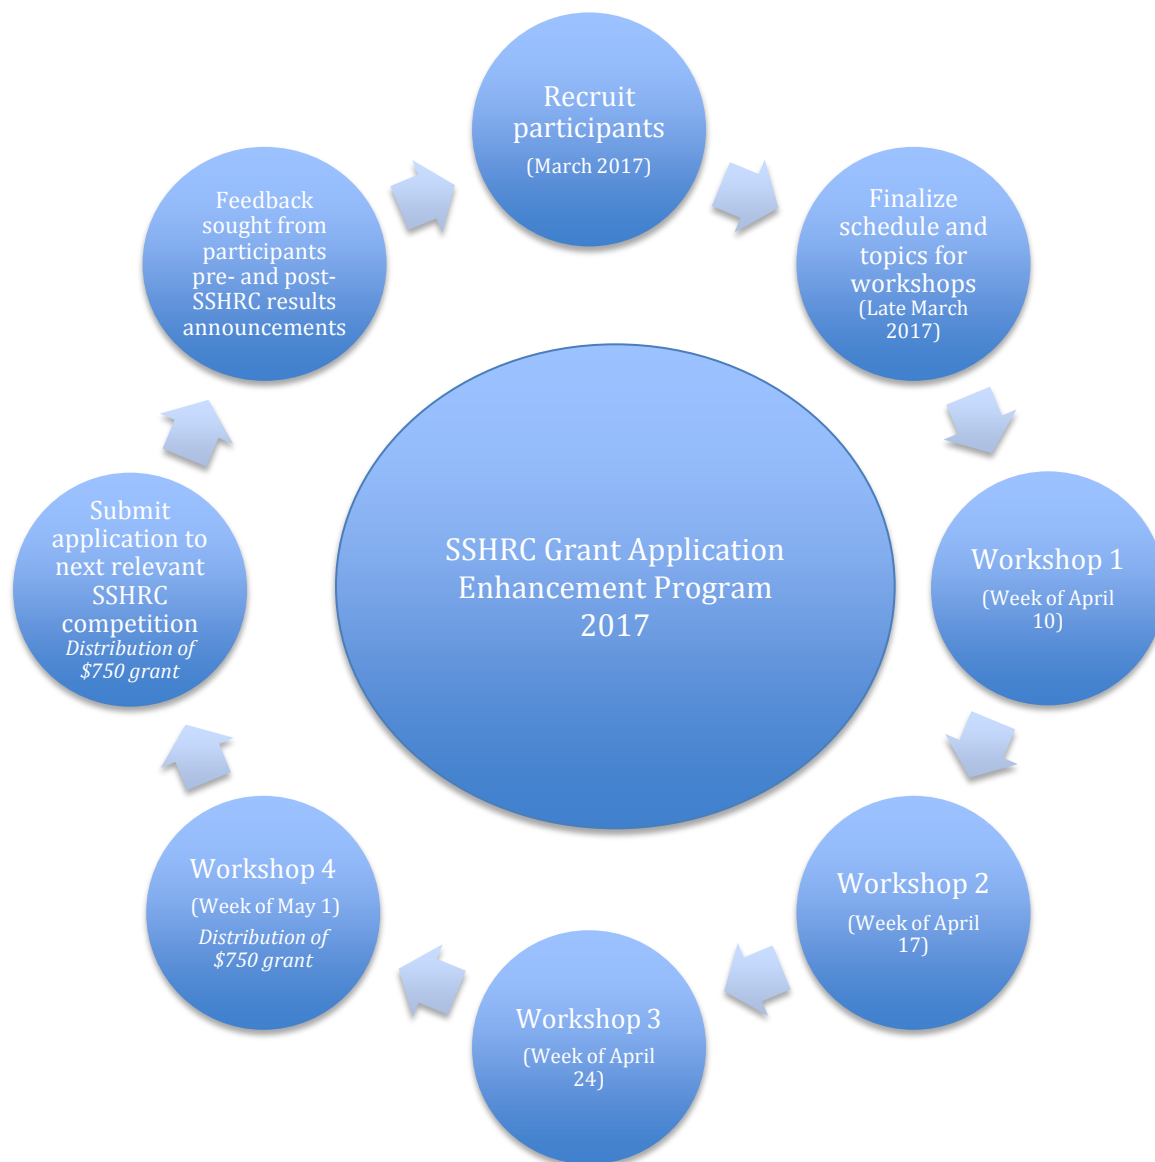 Recruit
participants
(March 2017)
Finalize
schedule and
topics for
workshops
(Late March
2017)
Workshop 1
(Week of April
10)
Workshop 2
(Week of April
17)
Workshop 3
(Week of April
24)
Workshop 4
(Week of May 1)
Distribution of
$750 grant
Submit
application to
next relevant
SSHRC
competition
Distribution of
$750 grant
Feedback
sought from
participants
pre- and post-
SSHRC results
announcements
SSHRC Grant Application
Enhancement Program
2017